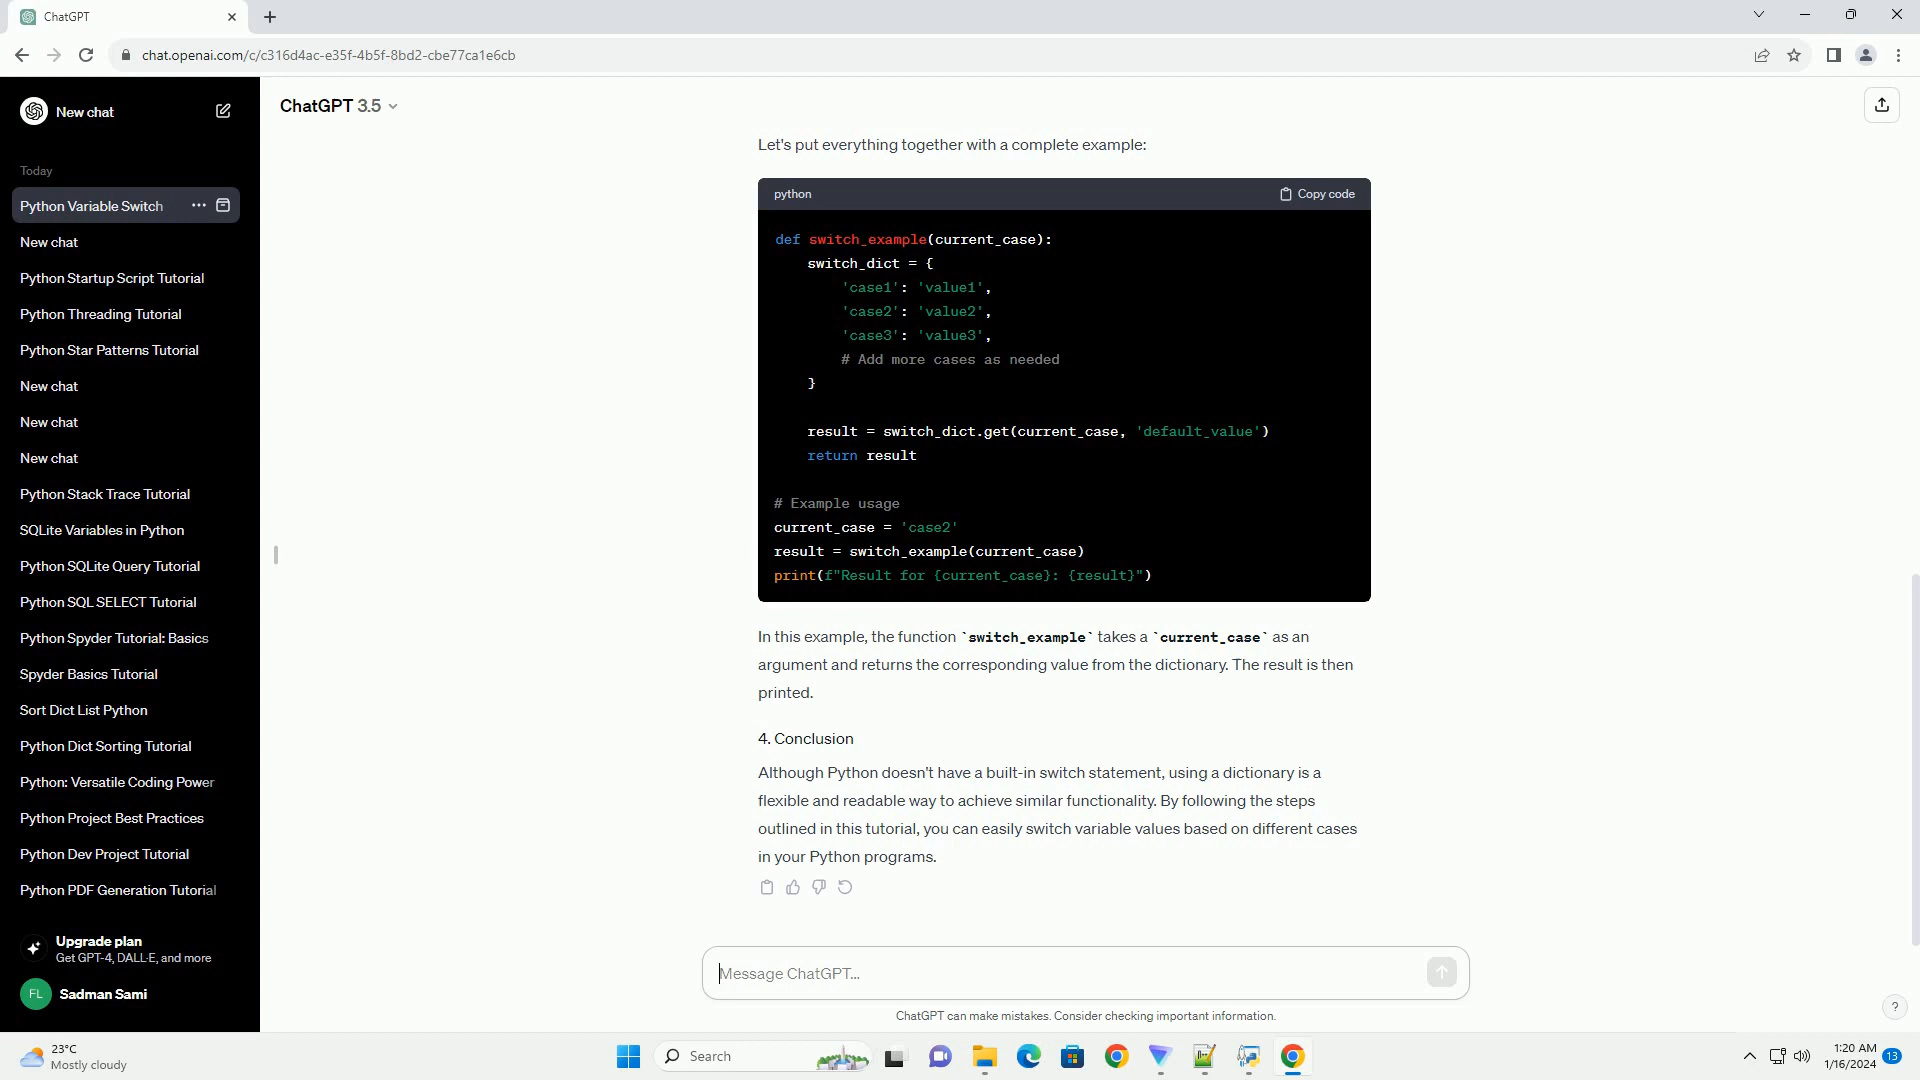 ChatGPT
chat.openai.com/c/c316d4ac-e35f-4b5f-8bd2-cbe77ca1e6cb
New chat
Today
Python Variable Switch
New chat
Python Startup Script Tutorial
Python Threading Tutorial
Python Star Patterns Tutorial
New chat
New chat
New chat
Python Stack Trace Tutorial
SQLite Variables in Python
Python SQLite Query Tutorial
Python SQL SELECT Tutorial
Python Spyder Tutorial: Basics
Spyder Basics Tutorial
Sort Dict List Python
Python Dict Sorting Tutorial
Python: Versatile Coding Power
Python Project Best Practices
Python Dev Project Tutorial
Python PDF Generation Tutorial
Upgrade plan
Get GPT-4, DALL·E, and more
FL Sadman Sami
ChatGPT 3.5
Let's put everything together with a complete example:
python Copy code
def switch_example(current_case):
    switch_dict = {
        'case1': 'value1',
        'case2': 'value2',
        'case3': 'value3',
        # Add more cases as needed
    }
    result = switch_dict.get(current_case, 'default_value')
    return result
# Example usage
current_case = 'case2'
result = switch_example(current_case)
print(f"Result for {current_case}: {result}")
In this example, the function `switch_example` takes a `current_case` as an
argument and returns the corresponding value from the dictionary. The result is then
printed.
4. Conclusion
Although Python doesn't have a built-in switch statement, using a dictionary is a
flexible and readable way to achieve similar functionality. By following the steps
outlined in this tutorial, you can easily switch variable values based on different cases
in your Python programs.
Message ChatGPT...
ChatGPT can make mistakes. Consider checking important information.
?
23°C
Mostly cloudy
Search
1:20 AM
1/16/2024
13